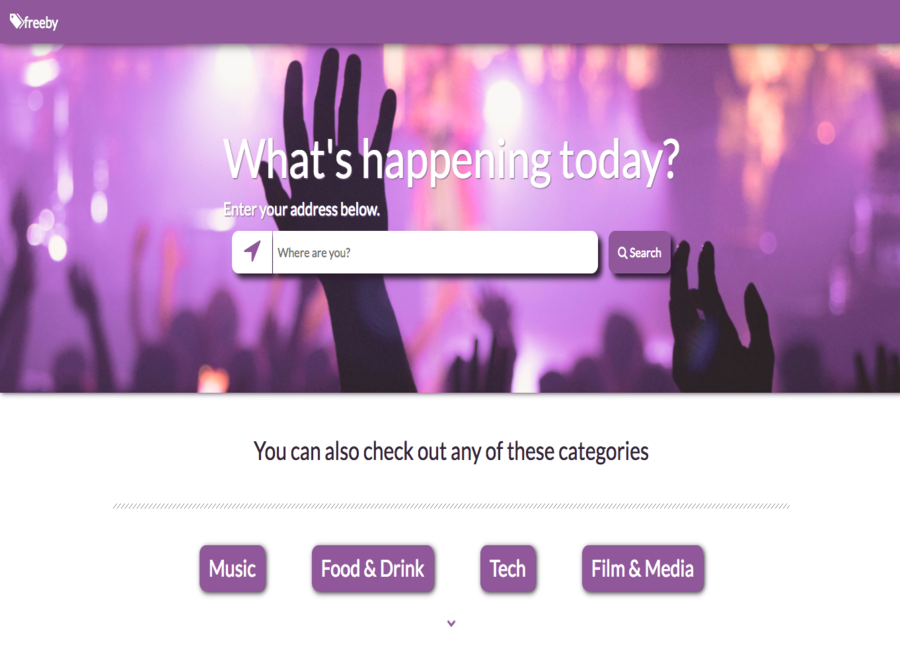 freeby
What's happening today?
Enter your address below.
Where are you?
Search
You can also check out any of these categories
Music
Food & Drink
Tech
Film & Media